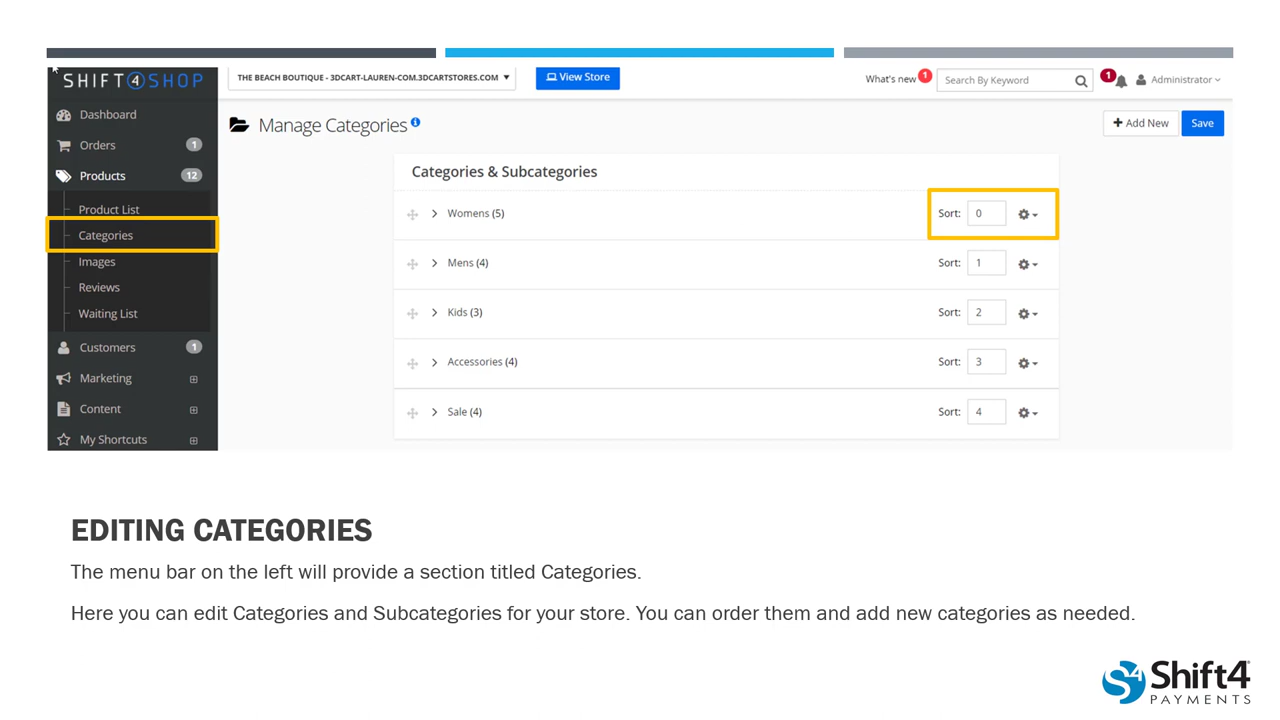 SHIFT4SHOP
THE BEACH BOUTIQUE - 3DCART-LAUREN-COM.3DCARTSTORES.COM
View Store
What's new 1
Search By Keyword
1
Administrator
Dashboard
Orders 1
Products 12
Product List
Categories
Images
Reviews
Waiting List
Customers 1
Marketing
Content
My Shortcuts
Manage Categories
Add New
Save
Categories & Subcategories
Womens (5) Sort: 0
Mens (4) Sort: 1
Kids (3) Sort: 2
Accessories (4) Sort: 3
Sale (4) Sort: 4
EDITING CATEGORIES
The menu bar on the left will provide a section titled Categories.
Here you can edit Categories and Subcategories for your store. You can order them and add new categories as needed.
S4 Shift4
PAYMENTS